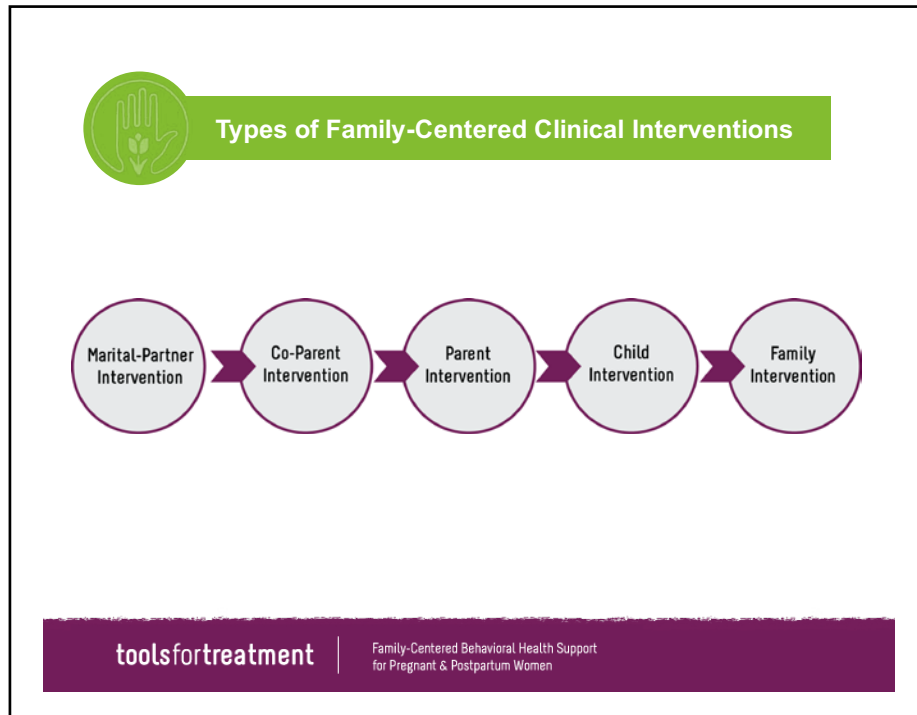 Types of Family-Centered Clinical Interventions
Marital-Partner
Intervention
Co-Parent
Intervention
Parent
Intervention
Child
Intervention
Family
Intervention
toolsfortreatment
Family-Centered Behavioral Health Support
for Pregnant & Postpartum Women